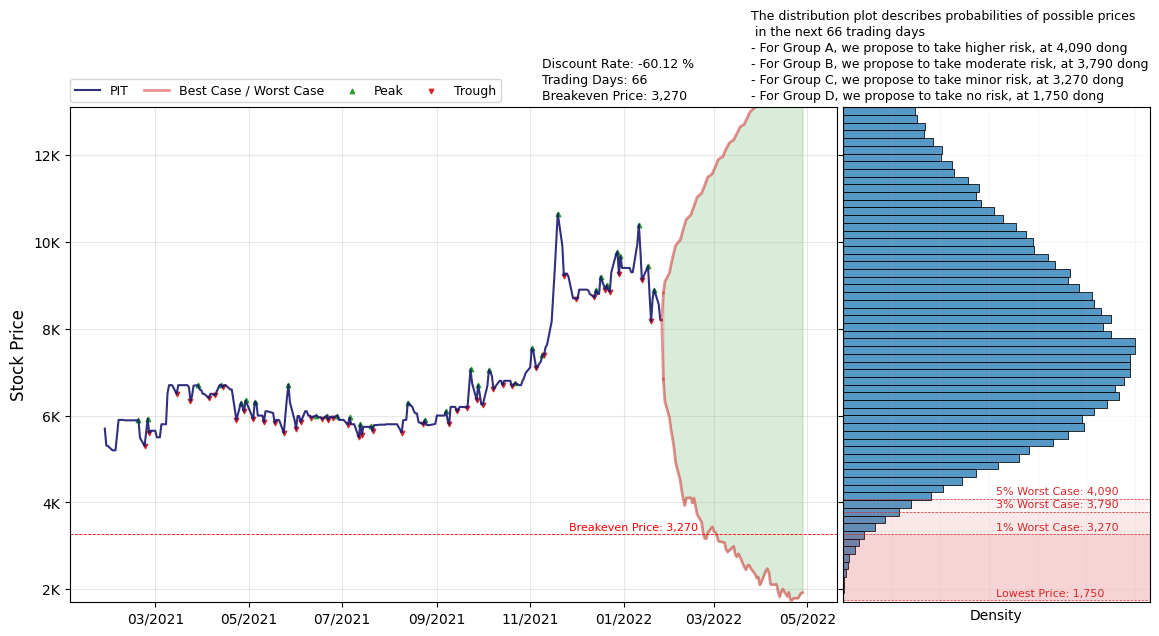 The distribution plot describes probabilities of possible prices
in the next 66 trading days
- For Group A, we propose to take higher risk, at 4,090 dong
- For Group B, we propose to take moderate risk, at 3,790 dong
- For Group C, we propose to take minor risk, at 3,270 dong
- For Group D, we propose to take no risk, at 1,750 dong
Discount Rate: -60.12 %
Trading Days: 66
Breakeven Price: 3,270
PIT
Best Case / Worst Case
Peak
Trough
Stock Price
12K
10K
8K
6K
4K
2K
Breakeven Price: 3,270
5% Worst Case: 4,090
3% Worst Case: 3,790
1% Worst Case: 3,270
Lowest Price: 1,750
03/2021
05/2021
07/2021
09/2021
11/2021
01/2022
03/2022
05/2022
Density